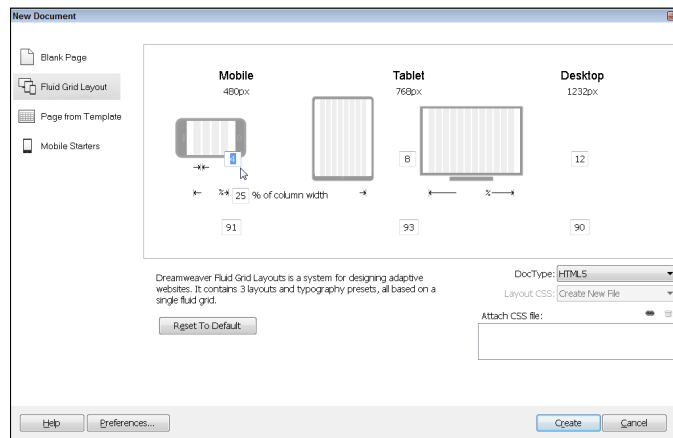 New Document
Blank Page
Fluid Grid Layout
Page from Template
Mobile Starters
Mobile Tablet Desktop
480px 768px 1232px
4 8 12
% 25 % of column width %
91 93 90
Dreamweaver Fluid Grid Layouts is a system for designing adaptive
websites. It contains 3 layouts and typography presets, all based on a
single fluid grid.
Reset To Default
DocType: HTML5
Layout CSS: Create New File
Attach CSS file:
Help Preferences... Create Cancel